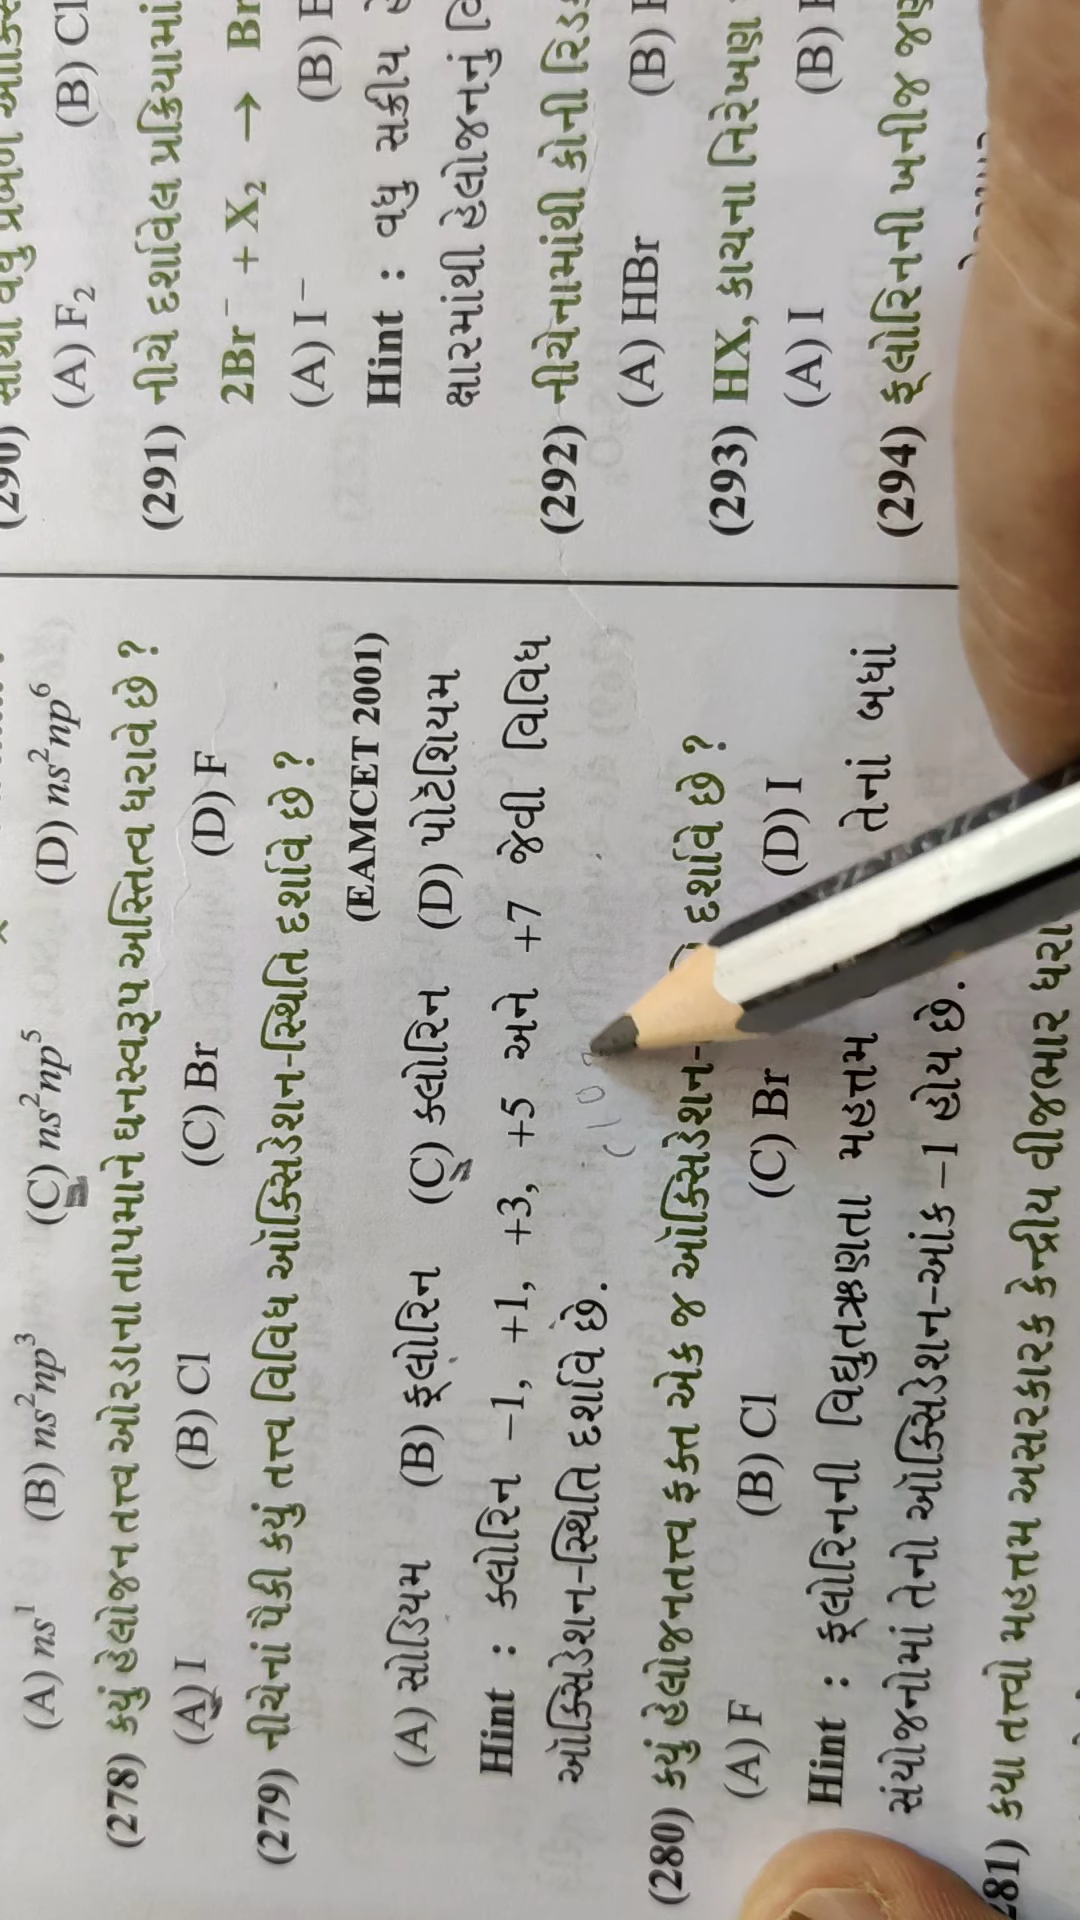 (A) ns¹ (B) ns²np³ (C) ns²np⁵ (D) ns²np⁶
(278) કયું હેલોજન તત્ત્વ ઓરડાના તાપમાને ઘનસ્વરૂપ અસ્તિત્વ ધરાવે છે ?
(A) I (B) Cl (C) Br (D) F
(279) નીચેનાં પૈકી કયું તત્ત્વ વિવિધ ઑક્સિડેશન-સ્થિતિ દર્શાવે છે ?
(EAMCET 2001)
(A) સોડિયમ (B) ફ્લોરિન (C) ક્લોરિન (D) પોટૅશિયમ
Hint : ક્લોરિન –1, +1, +3, +5 અને +7 જેવી વિવિધ
ઑક્સિડેશન-સ્થિતિ દર્શાવે છે.
(280) કયું હેલોજનતત્ત્વ ફક્ત એક જ ઑક્સિડેશન- દર્શાવે છે ?
(A) F (B) Cl (C) Br (D) I
Hint : ફ્લોરિનની વિદ્યુતઋણતા મહત્તમ તેનાં બધાં
સંયોજનોમાં તેનો ઑક્સિડેશન-આંક –1 હોય છે.
281) કયા તત્ત્વો મહત્તમ અસરકારક કેન્દ્રીય વીજભાર
(290)
(A) F₂ (B) Cl
(291) નીચે દર્શાવેલ પ્રક્રિયામાં
2Br⁻ + X₂ → Br
(A) I⁻ (B)
Hint : વધુ સક્રીય
ક્ષારમાંથી હેલોજનનું
(292) નીચેનામાંથી કોની
(A) HBr (B)
(293) HX, કાચના નિરેખણ
(A) I (B)
(294) ફ્લોરિનની ખનીજ